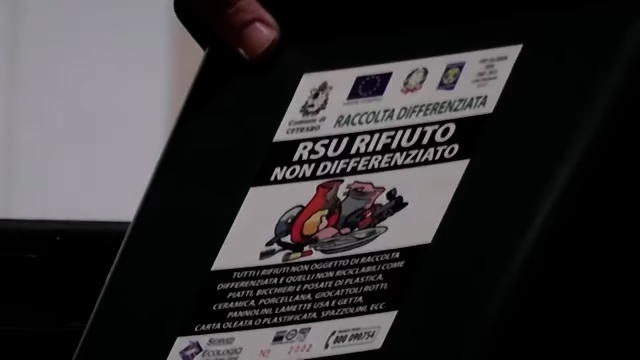 Comune di
CETRARO
RACCOLTA DIFFERENZIATA
RSU RIFIUTO
NON DIFFERENZIATO
TUTTI I RIFIUTI NON OGGETTO DI RACCOLTA
DIFFERENZIATA E QUELLI NON RICICLABILI COME
PIATTI, BICCHIERI E POSATE DI PLASTICA,
CERAMICA, PORCELLANA, GIOCATTOLI ROTTI,
PANNOLINI, LAMETTE USA E GETTA,
CARTA OLEATA O PLASTIFICATA, SPAZZOLINI, ECC.
ECOLOGIA
800 090754